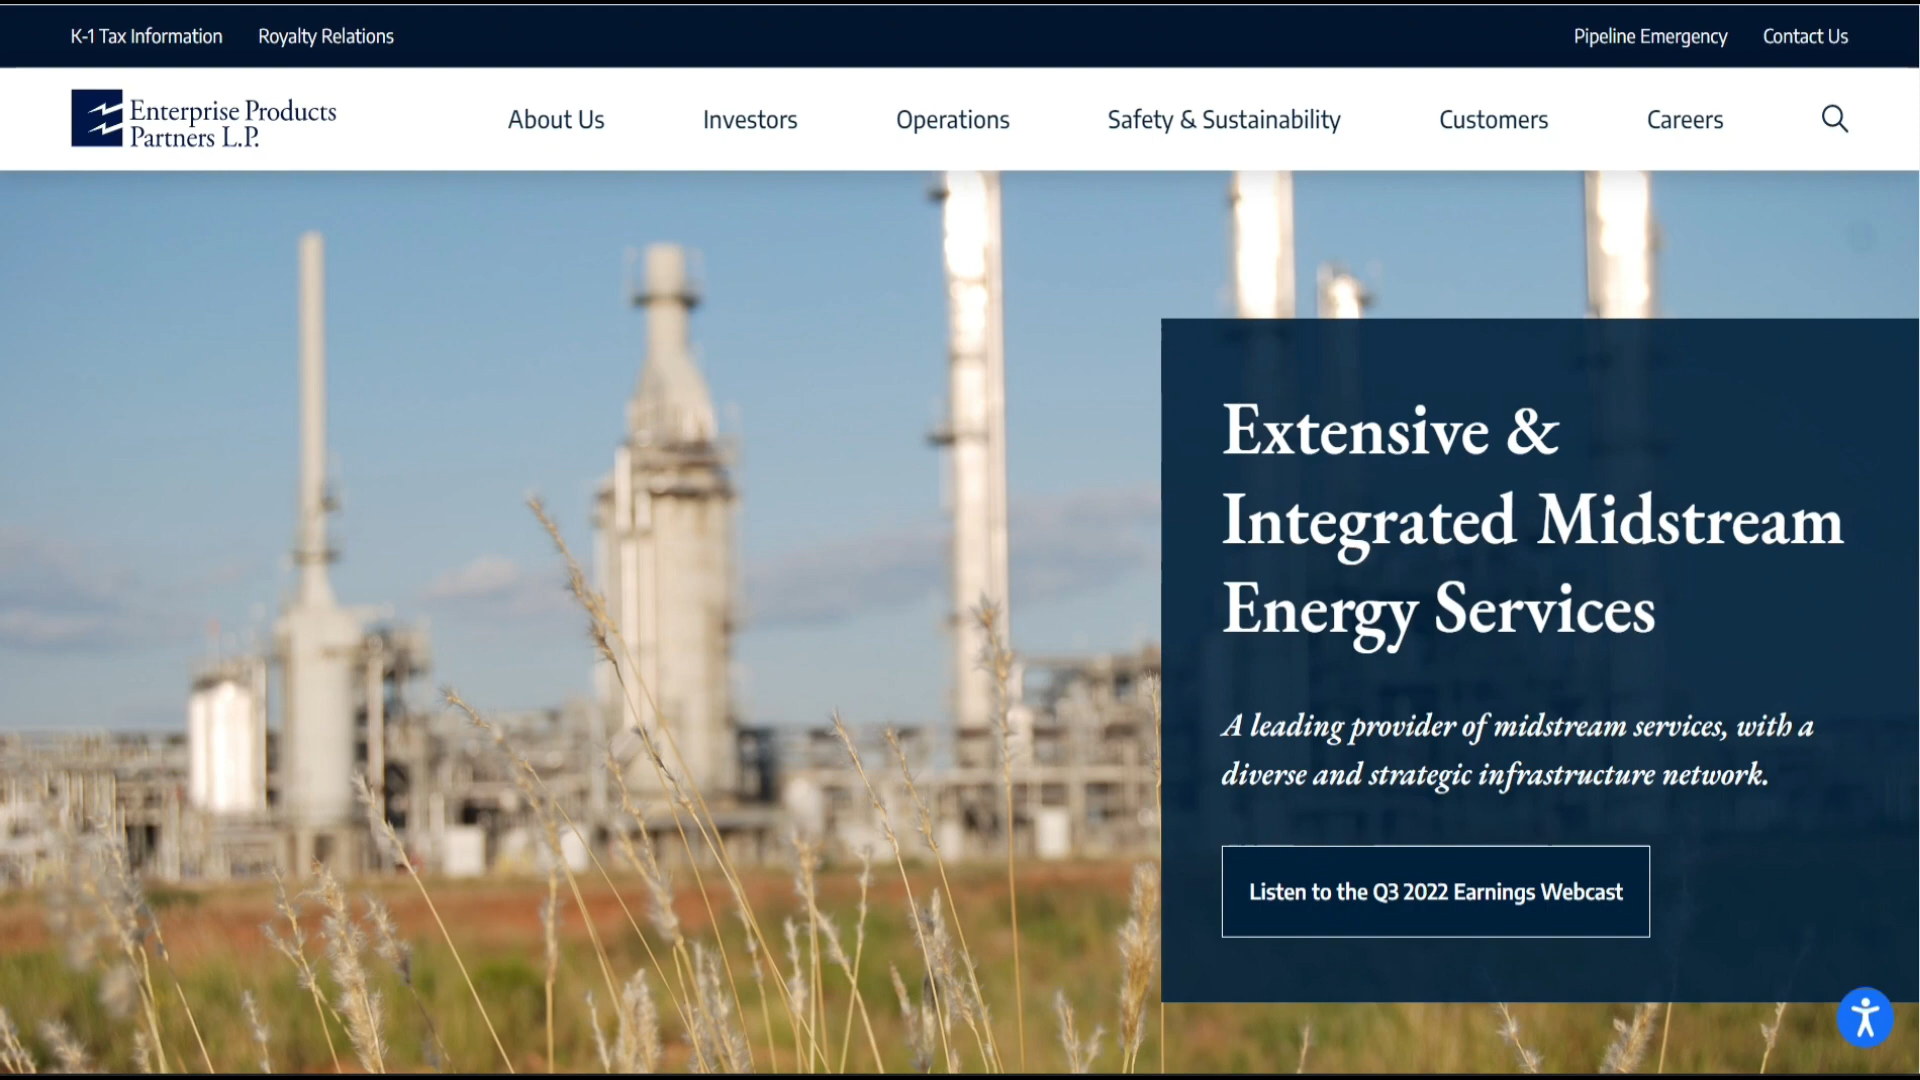 K-1 Tax Information
Royalty Relations
Pipeline Emergency
Contact Us
Enterprise Products
Partners L.P.
About Us
Investors
Operations
Safety & Sustainability
Customers
Careers
Extensive &
Integrated Midstream
Energy Services
A leading provider of midstream services, with a
diverse and strategic infrastructure network.
Listen to the Q3 2022 Earnings Webcast